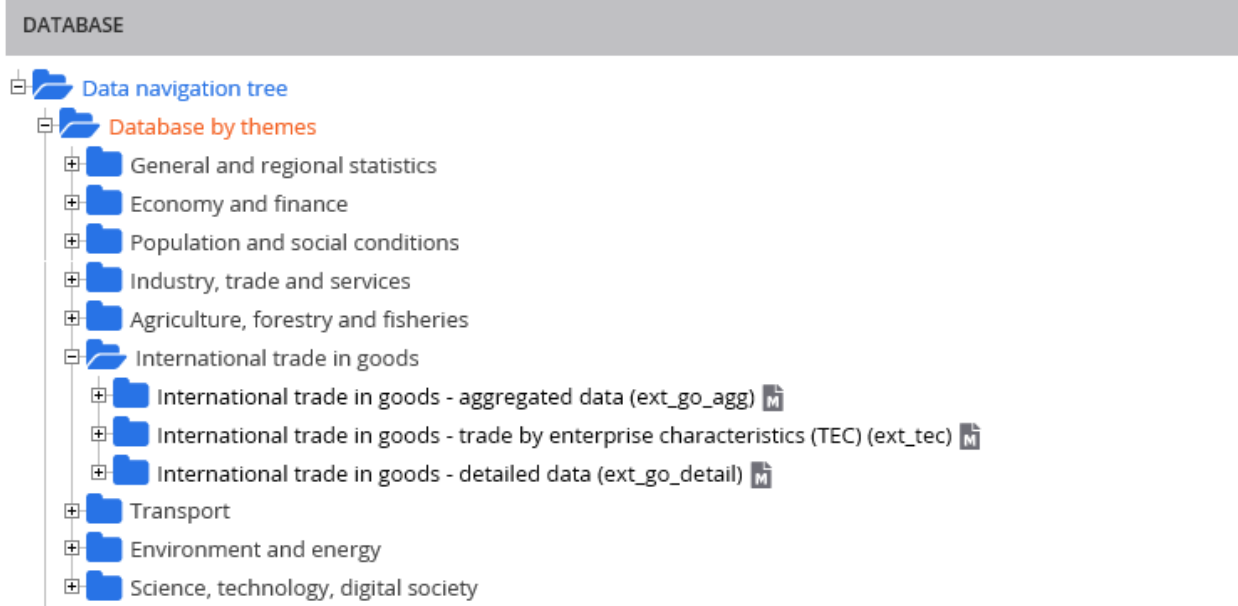 DATABASE
Data navigation tree
Database by themes
General and regional statistics
Economy and finance
Population and social conditions
Industry, trade and services
Agriculture, forestry and fisheries
International trade in goods
International trade in goods - aggregated data (ext_go_agg) M
International trade in goods - trade by enterprise characteristics (TEC) (ext_tec) M
International trade in goods - detailed data (ext_go_detail) M
Transport
Environment and energy
Science, technology, digital society